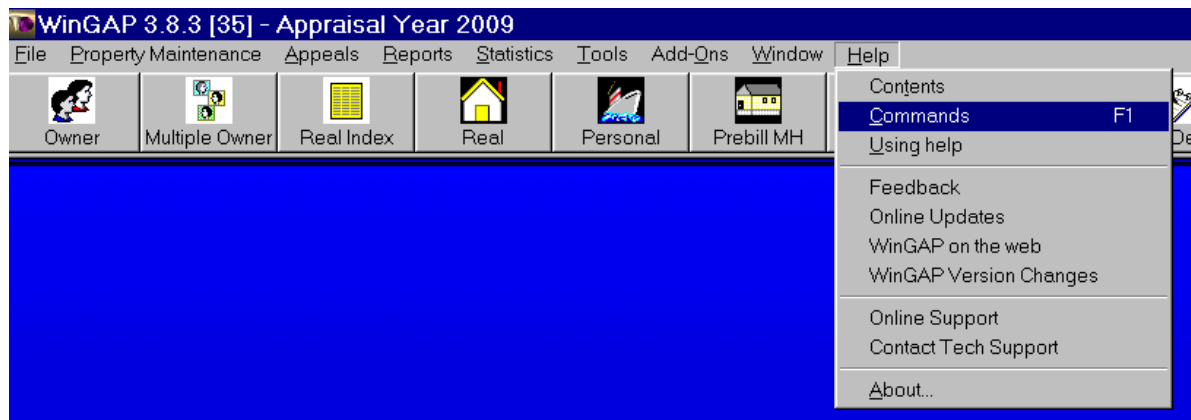 WinGAP 3.8.3 [35] - Appraisal Year 2009
File Property Maintenance Appeals Reports Statistics Tools Add-Ons Window Help
Owner Multiple Owner Real Index Real Personal Prebill MH
Contents
Commands F1
Using help
Feedback
Online Updates
WinGAP on the web
WinGAP Version Changes
Online Support
Contact Tech Support
About...